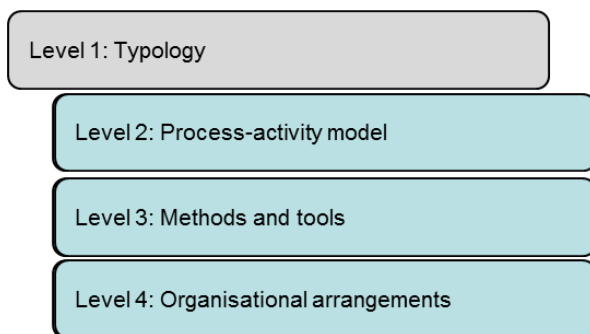 Level 1: Typology
Level 2: Process-activity model
Level 3: Methods and tools
Level 4: Organisational arrangements